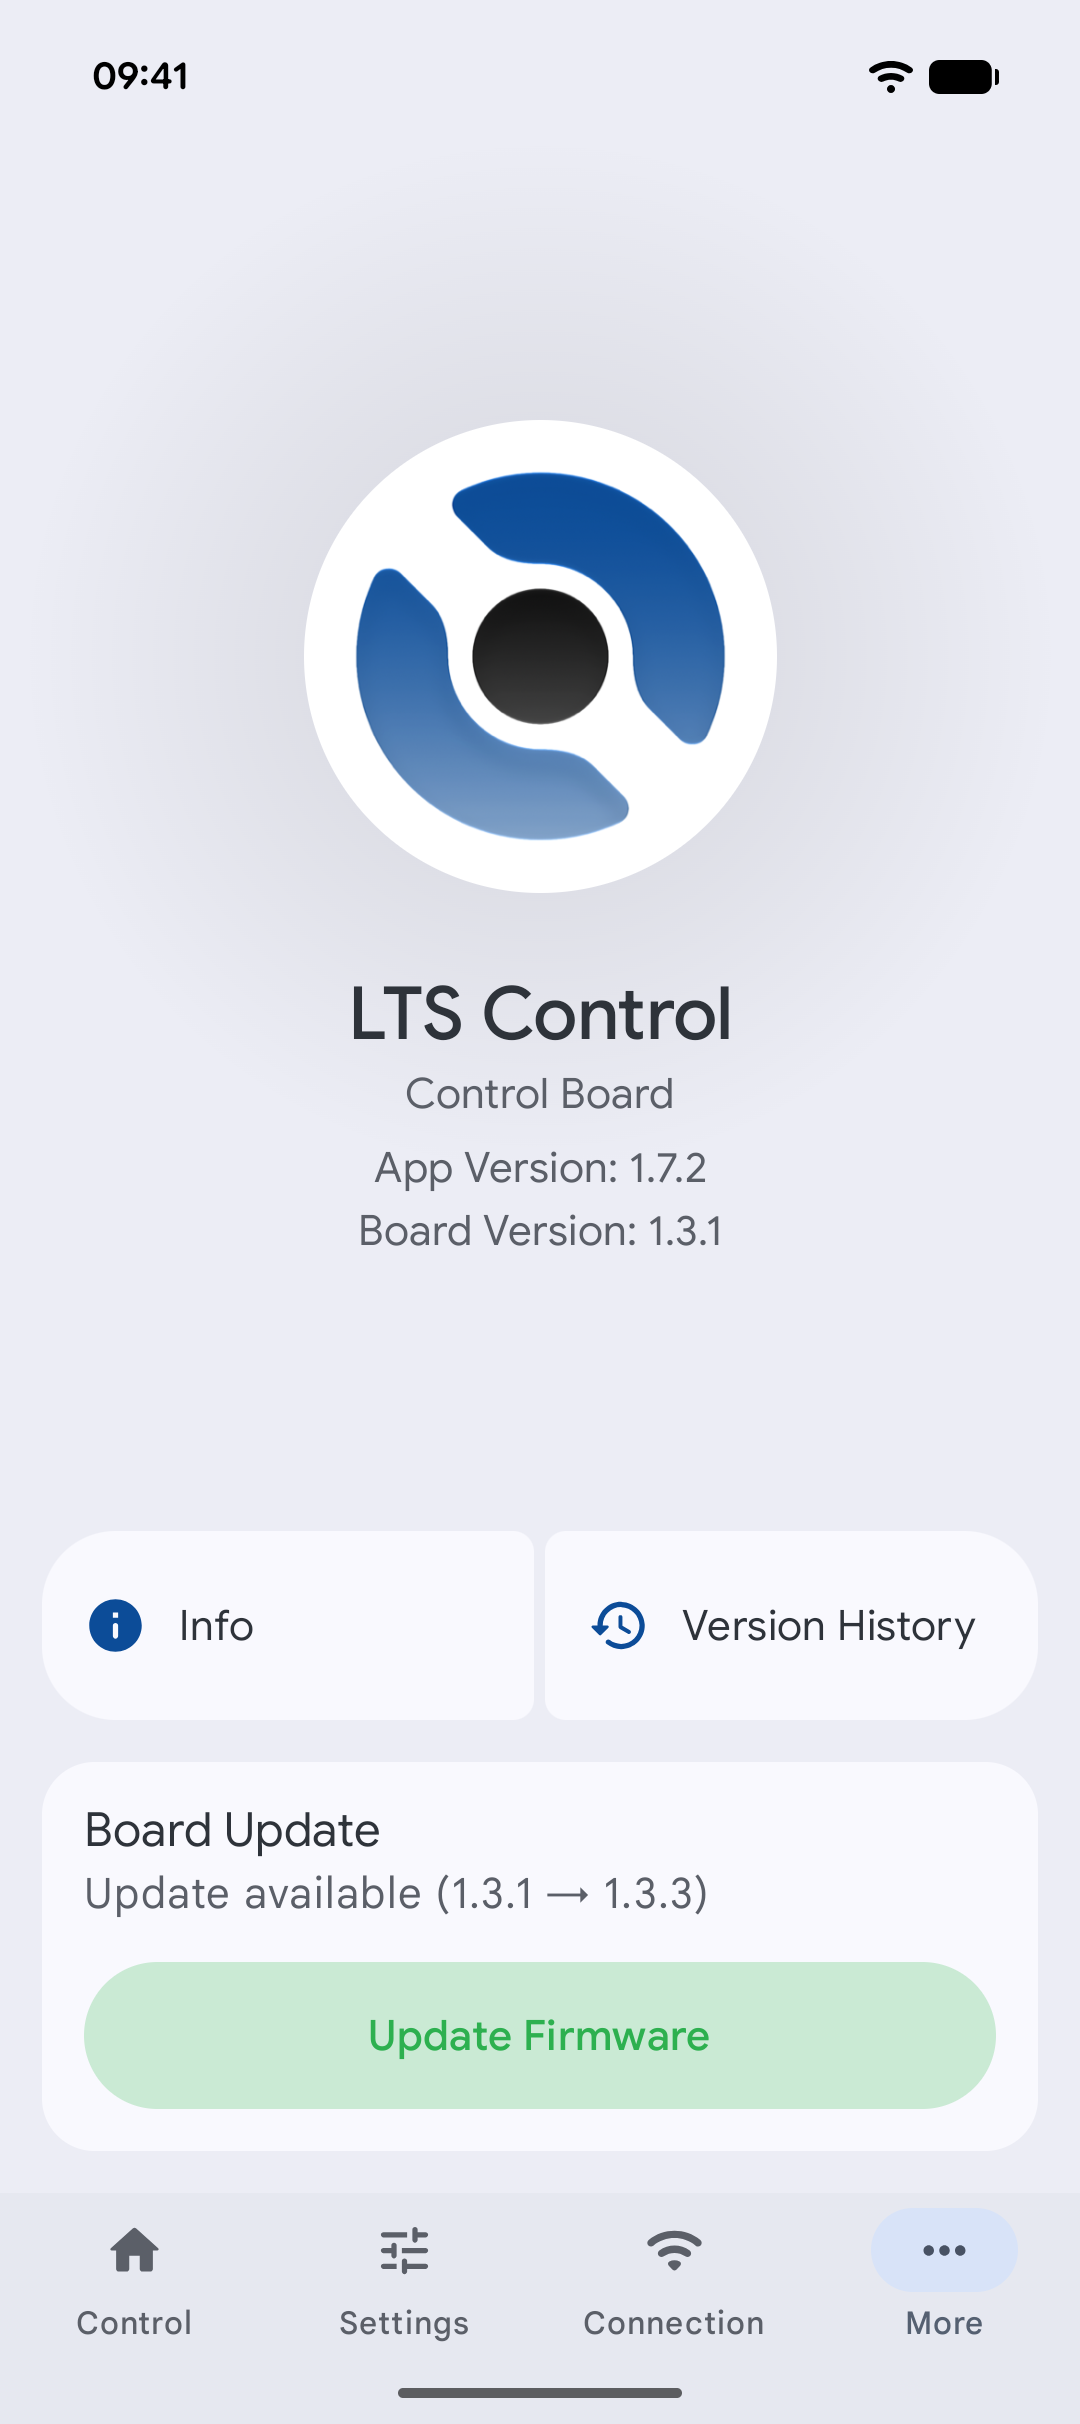 09:41
LTS Control
Control Board
App Version: 1.7.2
Board Version: 1.3.1
Info
Version History
Board Update
Update available (1.3.1 → 1.3.3)
Update Firmware
Control
Settings
Connection
More